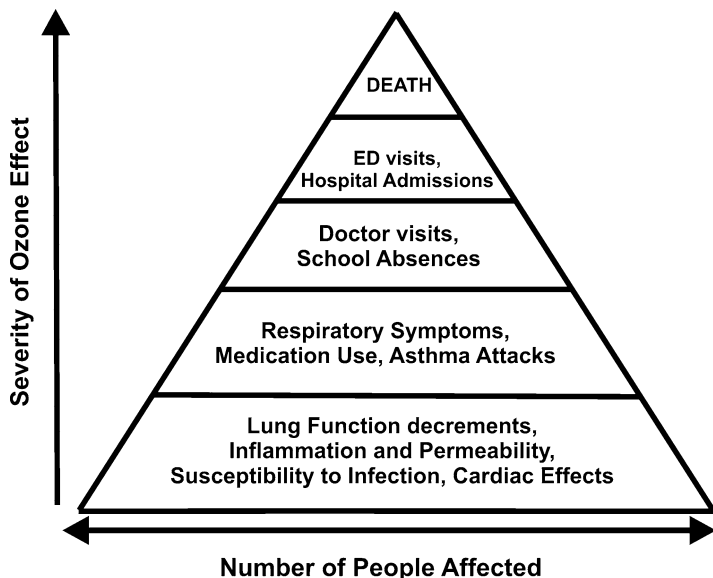 Severity of Ozone Effect
DEATH
ED visits,
Hospital Admissions
Doctor visits,
School Absences
Respiratory Symptoms,
Medication Use, Asthma Attacks
Lung Function decrements,
Inflammation and Permeability,
Susceptibility to Infection, Cardiac Effects
Number of People Affected